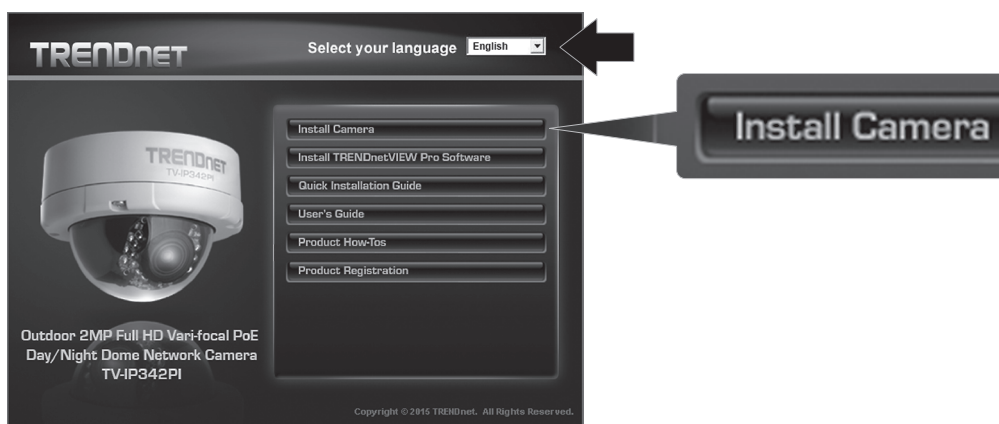 TRENDnet
Select your language English
Install Camera
Install Camera
Install TRENDnetVIEW Pro Software
Quick Installation Guide
User's Guide
Product How-Tos
Product Registration
TRENDnet
TV-IP342PI
Outdoor 2MP Full HD Vari-focal PoE
Day/Night Dome Network Camera
TV-IP342PI
Copyright © 2015 TRENDnet. All Rights Reserved.